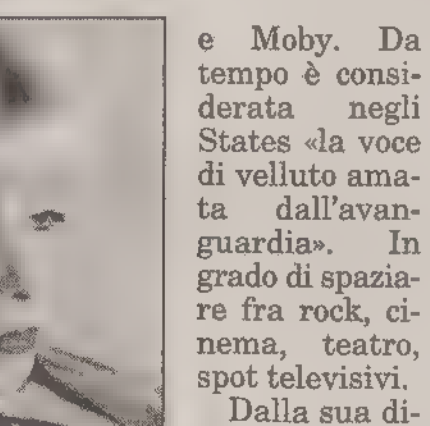 e Moby. Da
tempo è consi-
derata negli
States «la voce
di velluto ama-
ta dall'avan-
guardia». In
grado di spazia-
re fra rock, ci-
nema, teatro,
spot televisivi.
Dalla sua di-